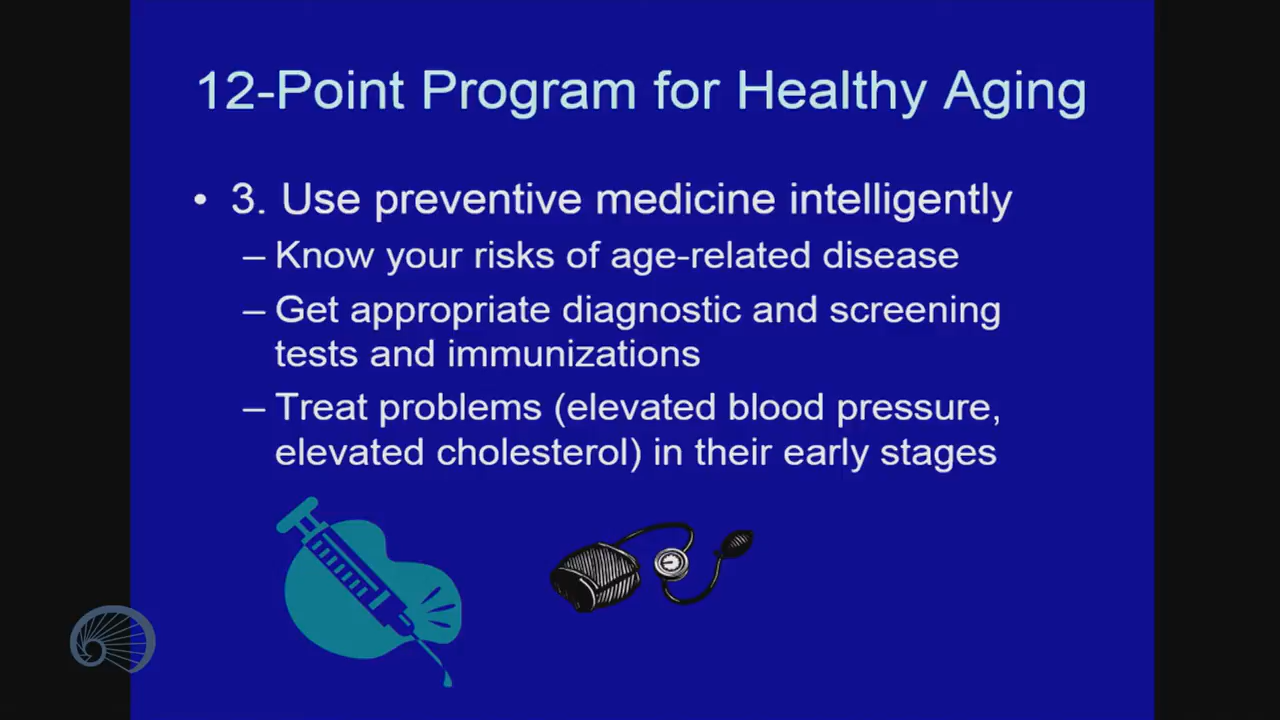 12-Point Program for Healthy Aging
• 3. Use preventive medicine intelligently
– Know your risks of age-related disease
– Get appropriate diagnostic and screening
tests and immunizations
– Treat problems (elevated blood pressure,
elevated cholesterol) in their early stages